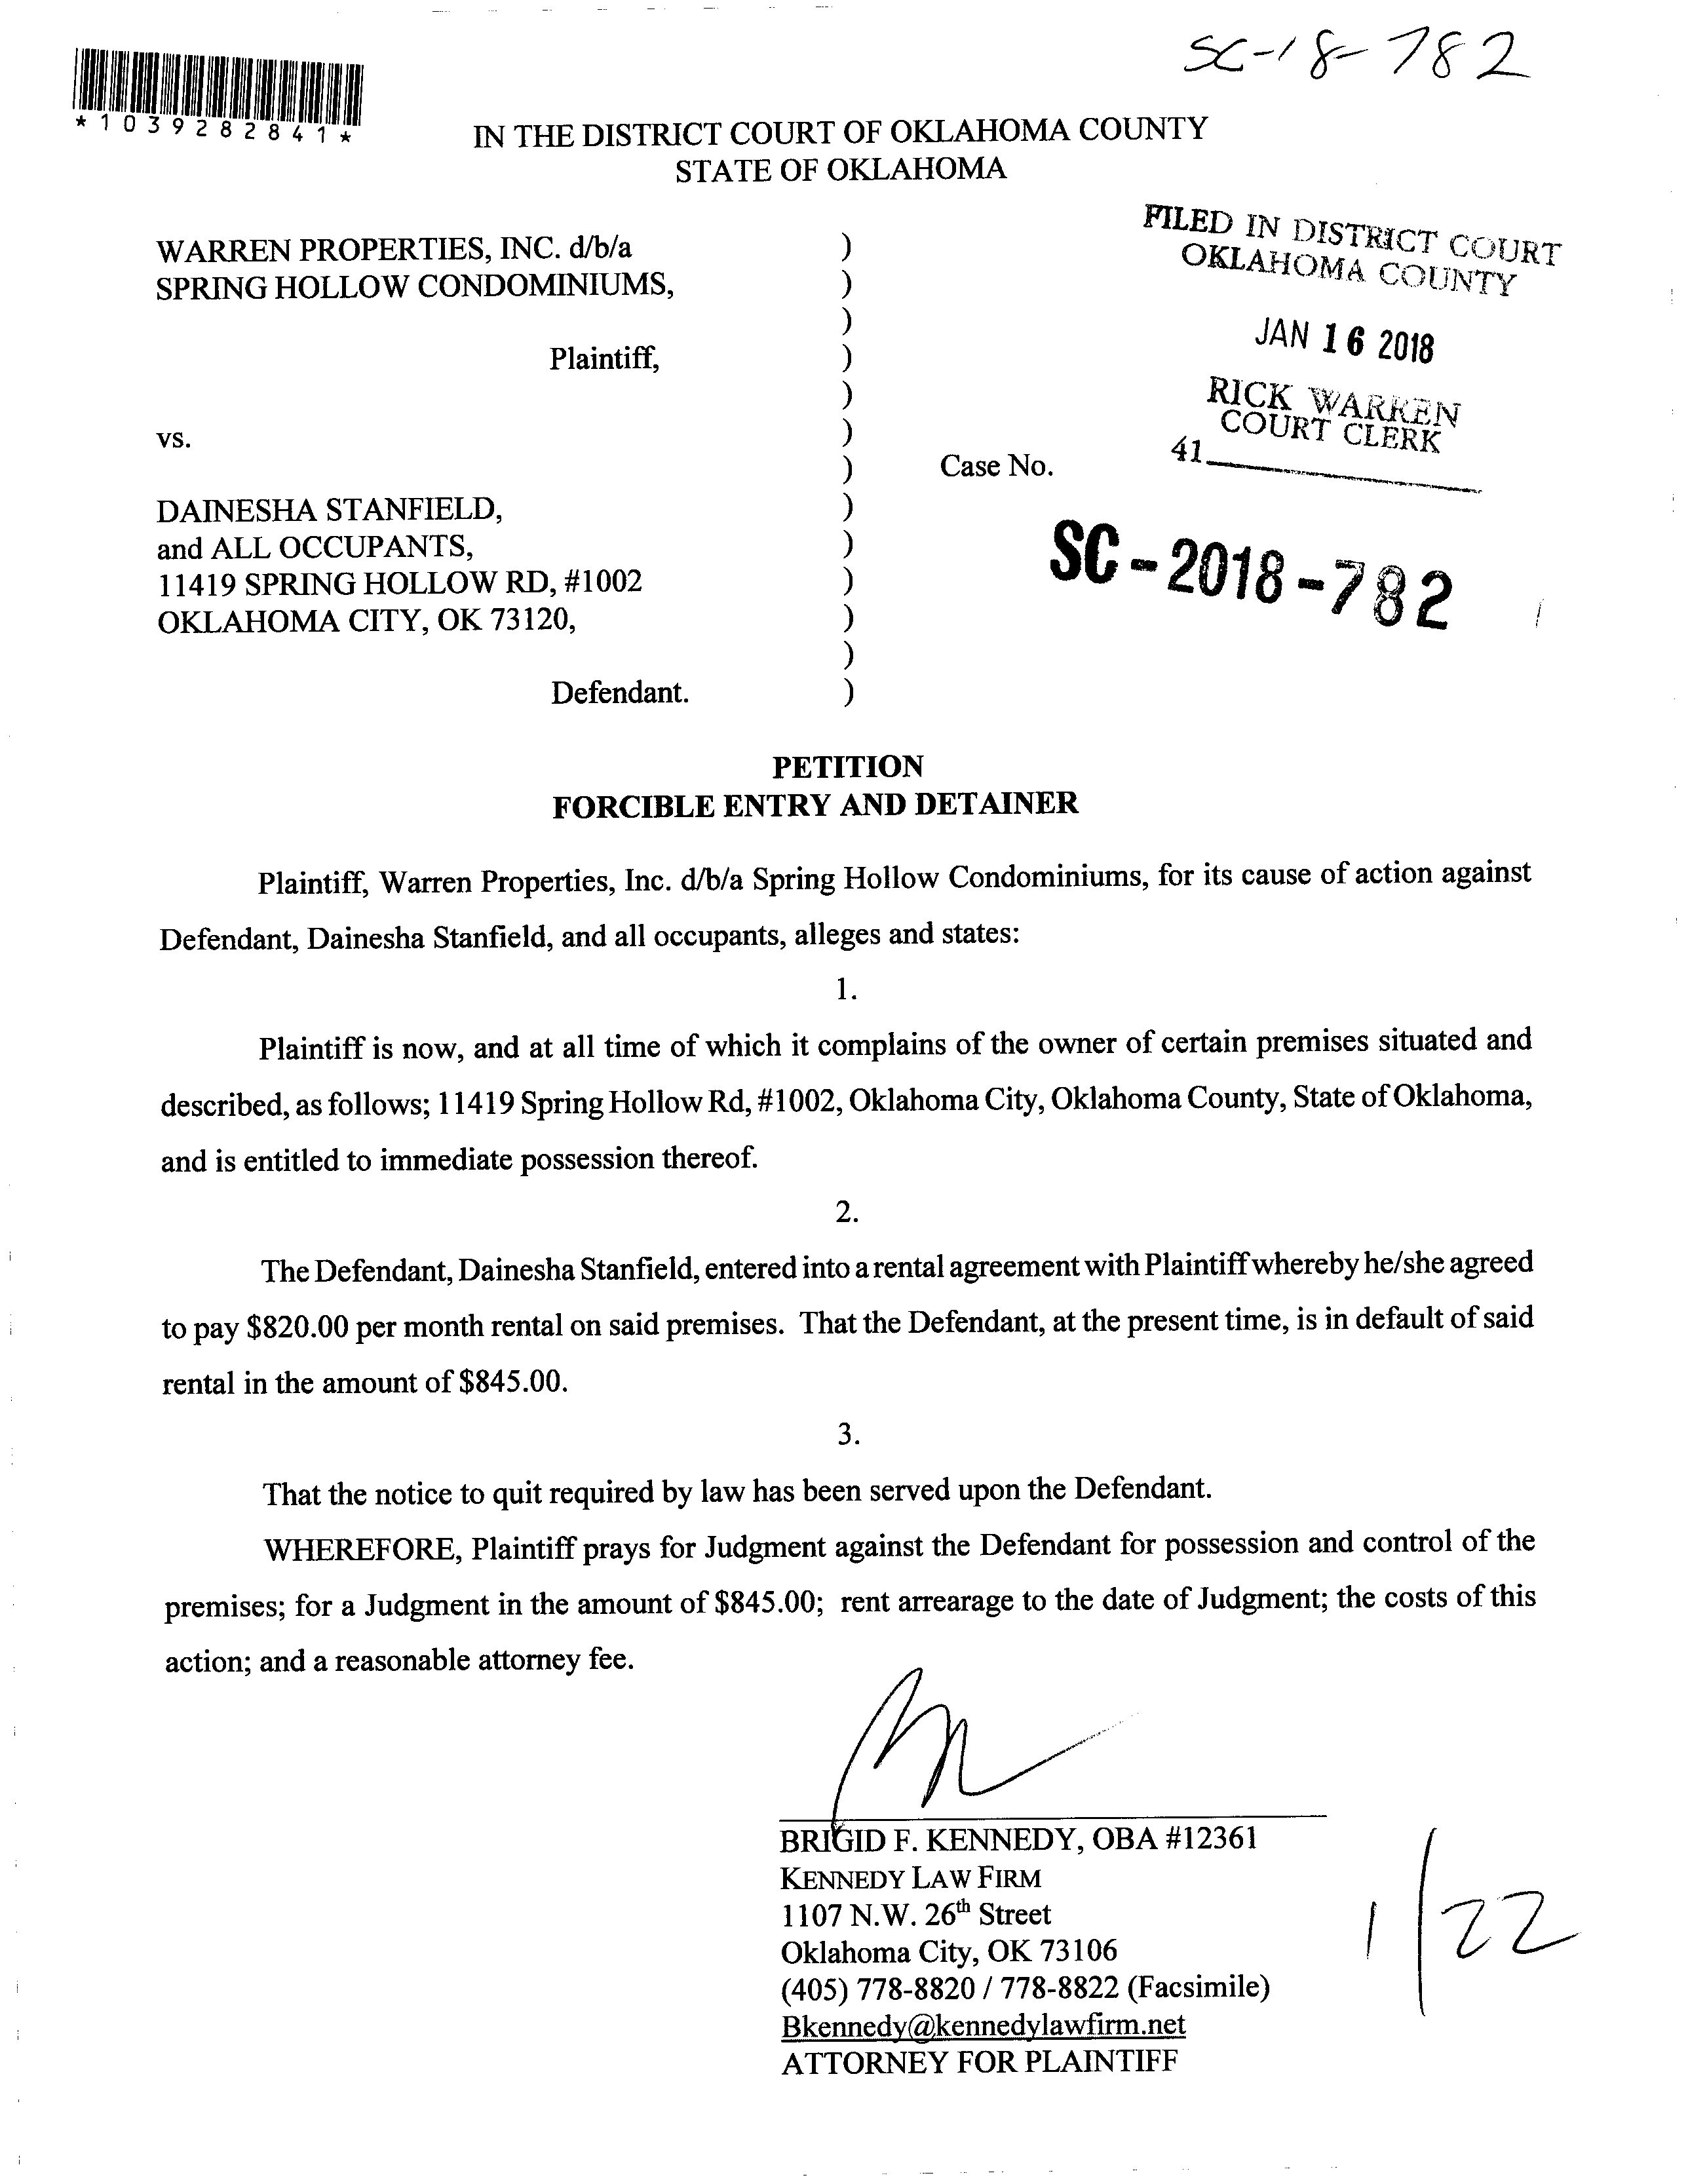 SC-18-782
*1039282841*
IN THE DISTRICT COURT OF OKLAHOMA COUNTY
STATE OF OKLAHOMA
FILED IN DISTRICT COURT
OKLAHOMA COUNTY
JAN 16 2018
RICK WARREN
COURT CLERK
41
WARREN PROPERTIES, INC. d/b/a )
SPRING HOLLOW CONDOMINIUMS, )
)
Plaintiff, )
)
vs. )
) Case No.
DAINESHA STANFIELD, )
and ALL OCCUPANTS, )
11419 SPRING HOLLOW RD, #1002 )
OKLAHOMA CITY, OK 73120, )
)
Defendant. )
SC-2018-782
PETITION
FORCIBLE ENTRY AND DETAINER
Plaintiff, Warren Properties, Inc. d/b/a Spring Hollow Condominiums, for its cause of action against
Defendant, Dainesha Stanfield, and all occupants, alleges and states:
1.
Plaintiff is now, and at all time of which it complains of the owner of certain premises situated and
described, as follows; 11419 Spring Hollow Rd, #1002, Oklahoma City, Oklahoma County, State of Oklahoma,
and is entitled to immediate possession thereof.
2.
The Defendant, Dainesha Stanfield, entered into a rental agreement with Plaintiff whereby he/she agreed
to pay $820.00 per month rental on said premises. That the Defendant, at the present time, is in default of said
rental in the amount of $845.00.
3.
That the notice to quit required by law has been served upon the Defendant.
WHEREFORE, Plaintiff prays for Judgment against the Defendant for possession and control of the
premises; for a Judgment in the amount of $845.00; rent arrearage to the date of Judgment; the costs of this
action; and a reasonable attorney fee.
BRIGID F. KENNEDY, OBA #12361
KENNEDY LAW FIRM
1107 N.W. 26th Street
Oklahoma City, OK 73106
(405) 778-8820 / 778-8822 (Facsimile)
Bkennedy@kennedylawfirm.net
ATTORNEY FOR PLAINTIFF
1/22